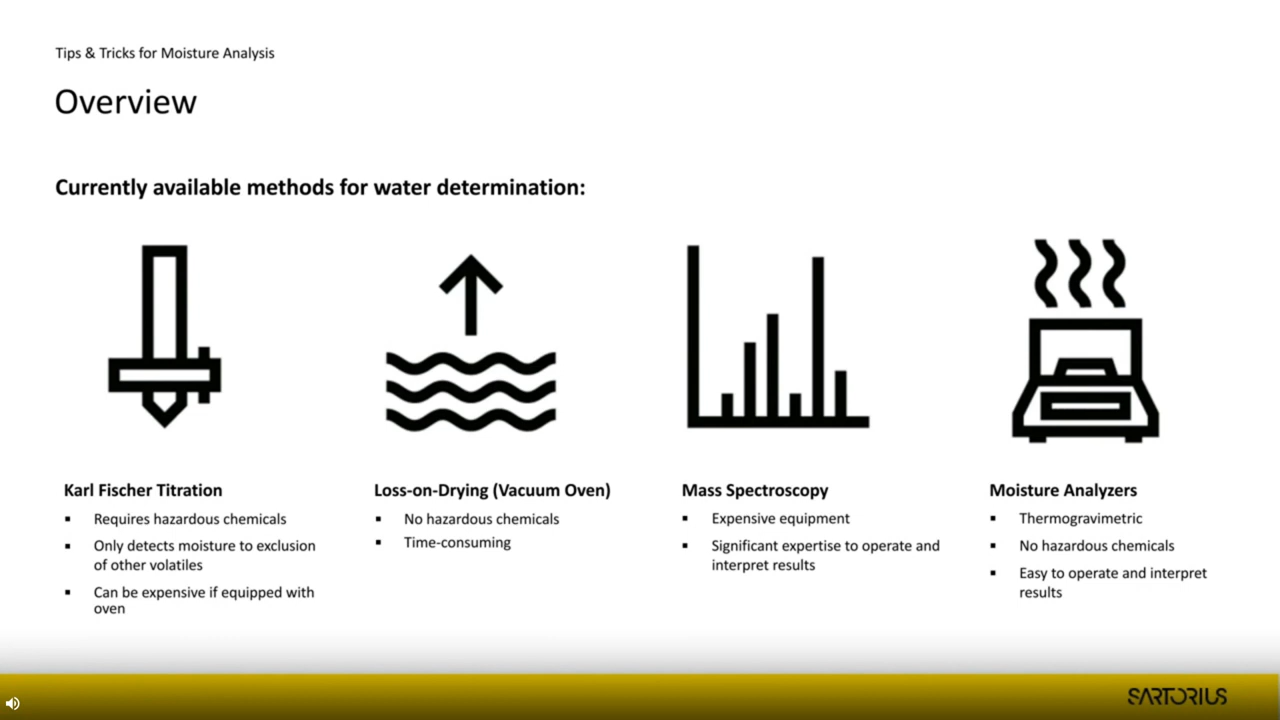 Tips & Tricks for Moisture Analysis
Overview
Currently available methods for water determination:
Karl Fischer Titration
▪ Requires hazardous chemicals
▪ Only detects moisture to exclusion
of other volatiles
▪ Can be expensive if equipped with
oven
Loss-on-Drying (Vacuum Oven)
▪ No hazardous chemicals
▪ Time-consuming
Mass Spectroscopy
▪ Expensive equipment
▪ Significant expertise to operate and
interpret results
Moisture Analyzers
▪ Thermogravimetric
▪ No hazardous chemicals
▪ Easy to operate and interpret
results
SARTORIUS